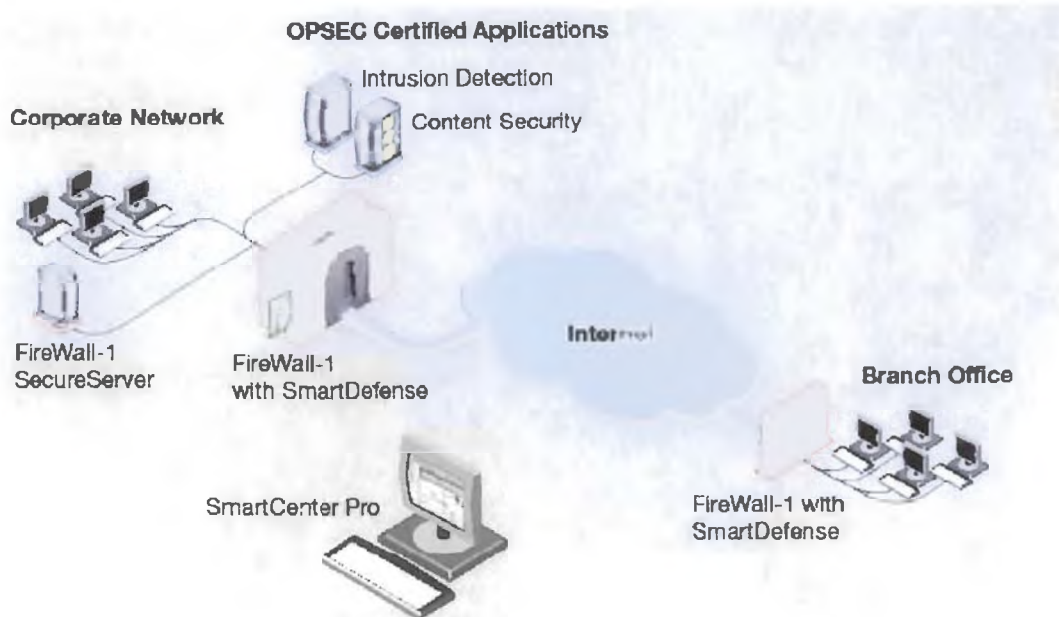 OPSEC Certified Applications
Intrusion Detection
Content Security
Corporate Network
FireWall-1
SecureServer
FireWall-1
with SmartDefense
Internet
Branch Office
FireWall-1 with
SmartDefense
SmartCenter Pro